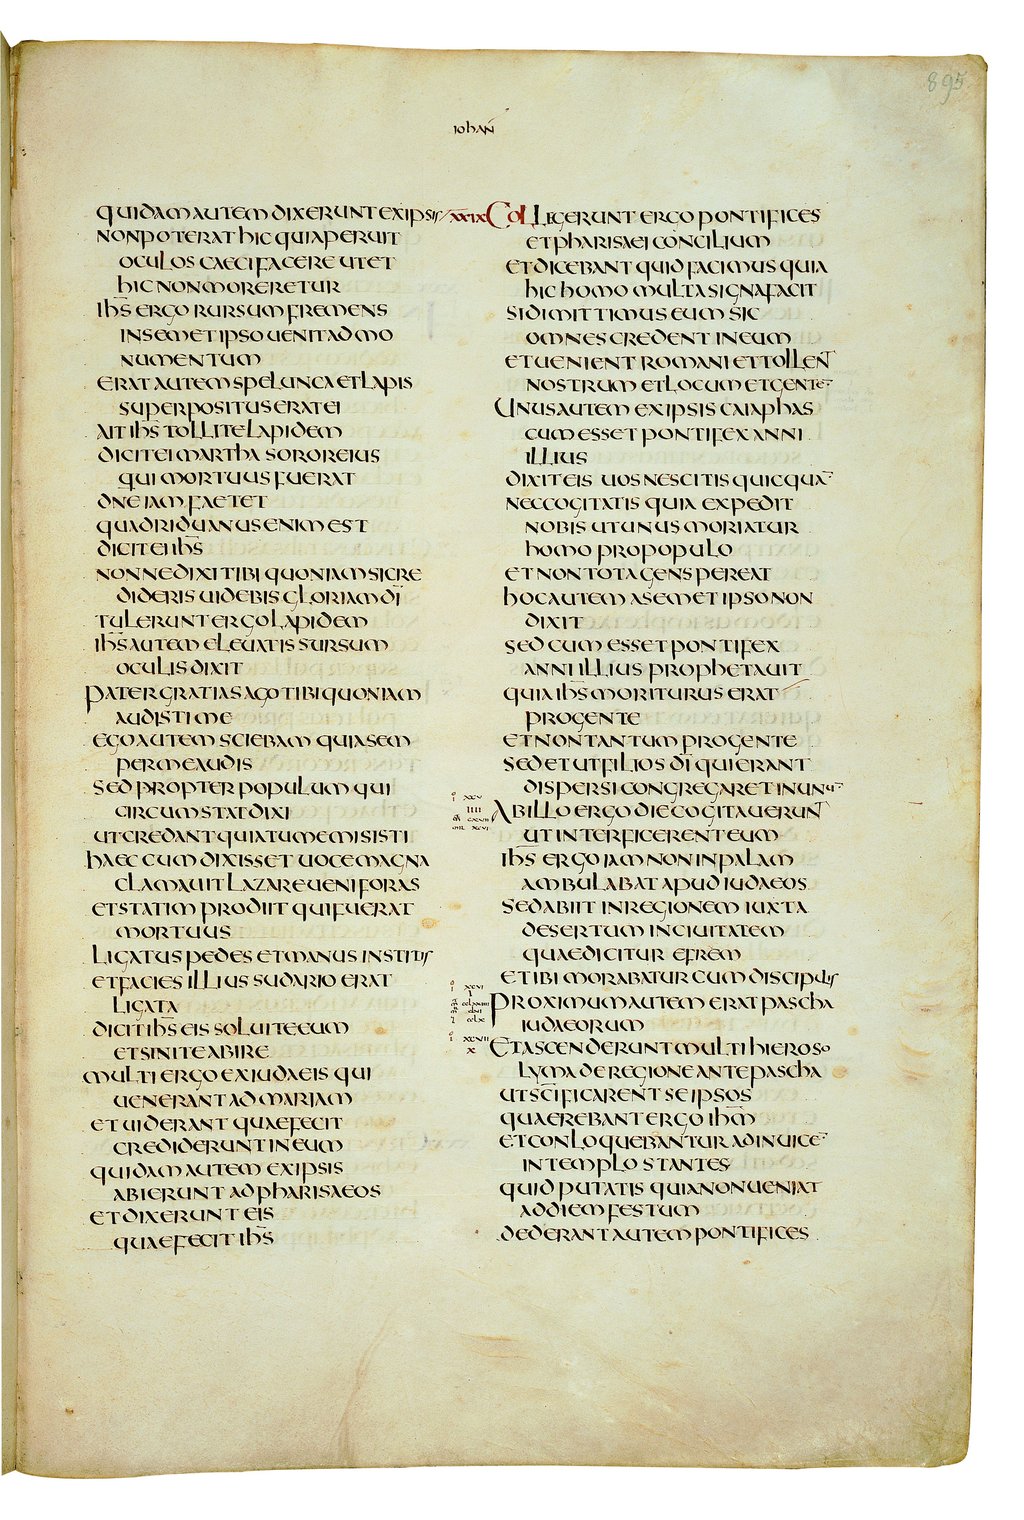 895
iohañ
quidam autem dixerunt ex ipsis
non poterat hic qui aperuit
oculos caeci facere ut et
hic non moreretur
ihs̄ ergo rursum fremens
in semet ipso uenit ad mo
numentum
erat autem spelunca et lapis
superpositus erat ei
ait ihs̄ tollite lapidem
dicit ei martha soror eius
qui mortuus fuerat
dne iam faetet
quadriduanus enim est
dicit ei ihs̄
nonne dixi tibi quoniam si cre
dideris uidebis gloriam dī
tulerunt ergo lapidem
ihs̄ autem eleuatis sursum
oculis dixit
pater gratias ago tibi quoniam
audisti me
ego autem sciebam quia sem
per me audis
sed propter populum qui
circumstat dixi
ut credant quia tu me misisti
haec cum dixisset uoce magna
clamauit lazare ueni foras
et statim prodiit qui fuerat
mortuus
ligatus pedes et manus institis
et facies illius sudario erat
ligata
dicit ihs̄ eis soluite eum
et sinite abire
multi ergo ex iudaeis qui
uenerant ad mariam
et uiderant quae fecit
crediderunt in eum
quidam autem ex ipsis
abierunt ad pharisaeos
et dixerunt eis
quae fecit ihs̄
xxix Collegerunt ergo pontifices
et pharisaei concilium
et dicebant quid facimus quia
hic homo multa signa facit
si dimittimus eum sic
omnes credent in eum
et uenient romani et tolleñ
nostrum et locum et gentē
Unus autem ex ipsis caiaphas
cum esset pontifex anni
illius
dixit eis uos nescitis quicqua̅
nec cogitatis quia expedit
nobis ut unus moriatur
homo pro populo
et non tota gens pereat
hoc autem a semet ipso non
dixit
sed cum esset pontifex
anni illius prophetauit
quia ihs̄ moriturus erat
pro gente
et non tantum pro gente
sed et ut filios dī qui erant
dispersi congregaret in unu̅
Ab illo ergo die cogitauerun̄t
ut interficerent eum
ihs̄ ergo iam non in palam
ambulabat apud iudaeos
sed abiit in regionem iuxta
desertum in ciuitatem
quae dicitur efrem
et ibi morabatur cum discipulis
Proximum autem erat pascha
iudaeorum
Et ascenderunt multi hieroso
lyma de regione ante pascha
ut sc̄ificarent se ipsos
quaerebant ergo ihm̄
et conloquebantur ad inuice̅
in templo stantes
quid putatis quia non ueniat
ad diem festum
dederant autem pontifices